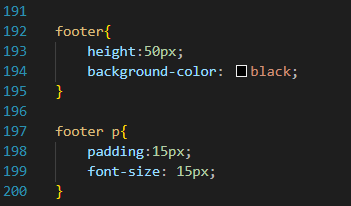 191
192 footer{
193 height:50px;
194 background-color: black;
195 }
196
197 footer p{
198 padding:15px;
199 font-size: 15px;
200 }